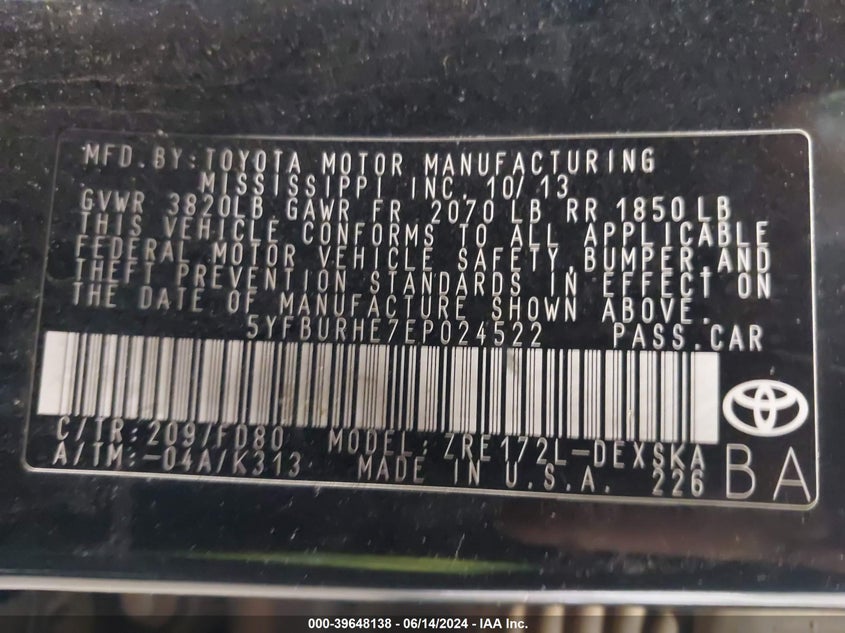 MFD.BY:TOYOTA MOTOR MANUFACTURING
MISSISSIPPI INC. 10/13
GVWR 3820LB GAWR FR 2070 LB RR 1850LB
THIS VEHICLE CONFORMS TO ALL APPLICABLE
FEDERAL MOTOR VEHICLE SAFETY,BUMPER,AND
THEFT PREVENTION STANDARDS IN EFFECT ON
THE DATE OF MANUFACTURE SHOWN ABOVE.
5YFBURHE7EP024522 PASS.CAR
C/TR:209/FD80 MODEL:ZRE172L-DEXSKA
A/TM:-04A/K313 MADE IN U.S.A. 226
BA
000-39648138 - 06/14/2024 - IAA Inc.